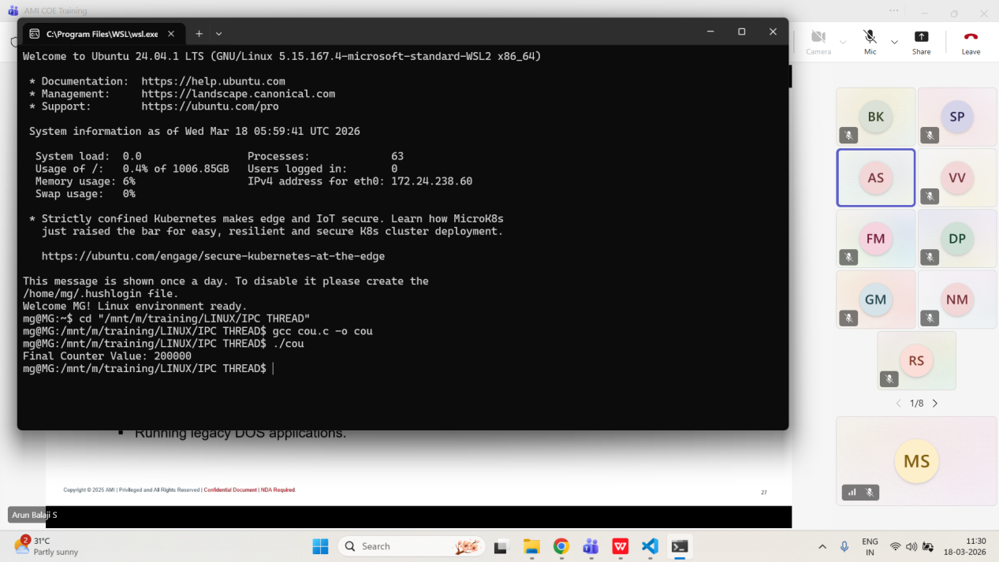 AMI COE Training
C:\Program Files\WSL\wsl.exe
Camera
Mic
Share
Leave
Welcome to Ubuntu 24.04.1 LTS (GNU/Linux 5.15.167.4-microsoft-standard-WSL2 x86_64)
* Documentation: https://help.ubuntu.com
* Management: https://landscape.canonical.com
* Support: https://ubuntu.com/pro
System information as of Wed Mar 18 05:59:41 UTC 2026
System load: 0.0 Processes: 63
Usage of /: 0.4% of 1006.85GB Users logged in: 0
Memory usage: 6% IPv4 address for eth0: 172.24.238.60
Swap usage: 0%
* Strictly confined Kubernetes makes edge and IoT secure. Learn how MicroK8s
just raised the bar for easy, resilient and secure K8s cluster deployment.
https://ubuntu.com/engage/secure-kubernetes-at-the-edge
This message is shown once a day. To disable it please create the
/home/mg/.hushlogin file.
Welcome MG! Linux environment ready.
mg@MG:~$ cd "/mnt/m/training/LINUX/IPC THREAD"
mg@MG:/mnt/m/training/LINUX/IPC THREAD$ gcc cou.c -o cou
mg@MG:/mnt/m/training/LINUX/IPC THREAD$ ./cou
Final Counter Value: 200000
mg@MG:/mnt/m/training/LINUX/IPC THREAD$
BK
SP
AS
VV
FM
DP
GM
NM
RS
1/8
MS
Running legacy DOS applications.
Copyright © 2025 AMI | Privileged and All Rights Reserved | Confidential Document | NDA Required.
27
Arun Balaji S
2
31°C
Partly sunny
Search
ENG
IN
11:30
18-03-2026